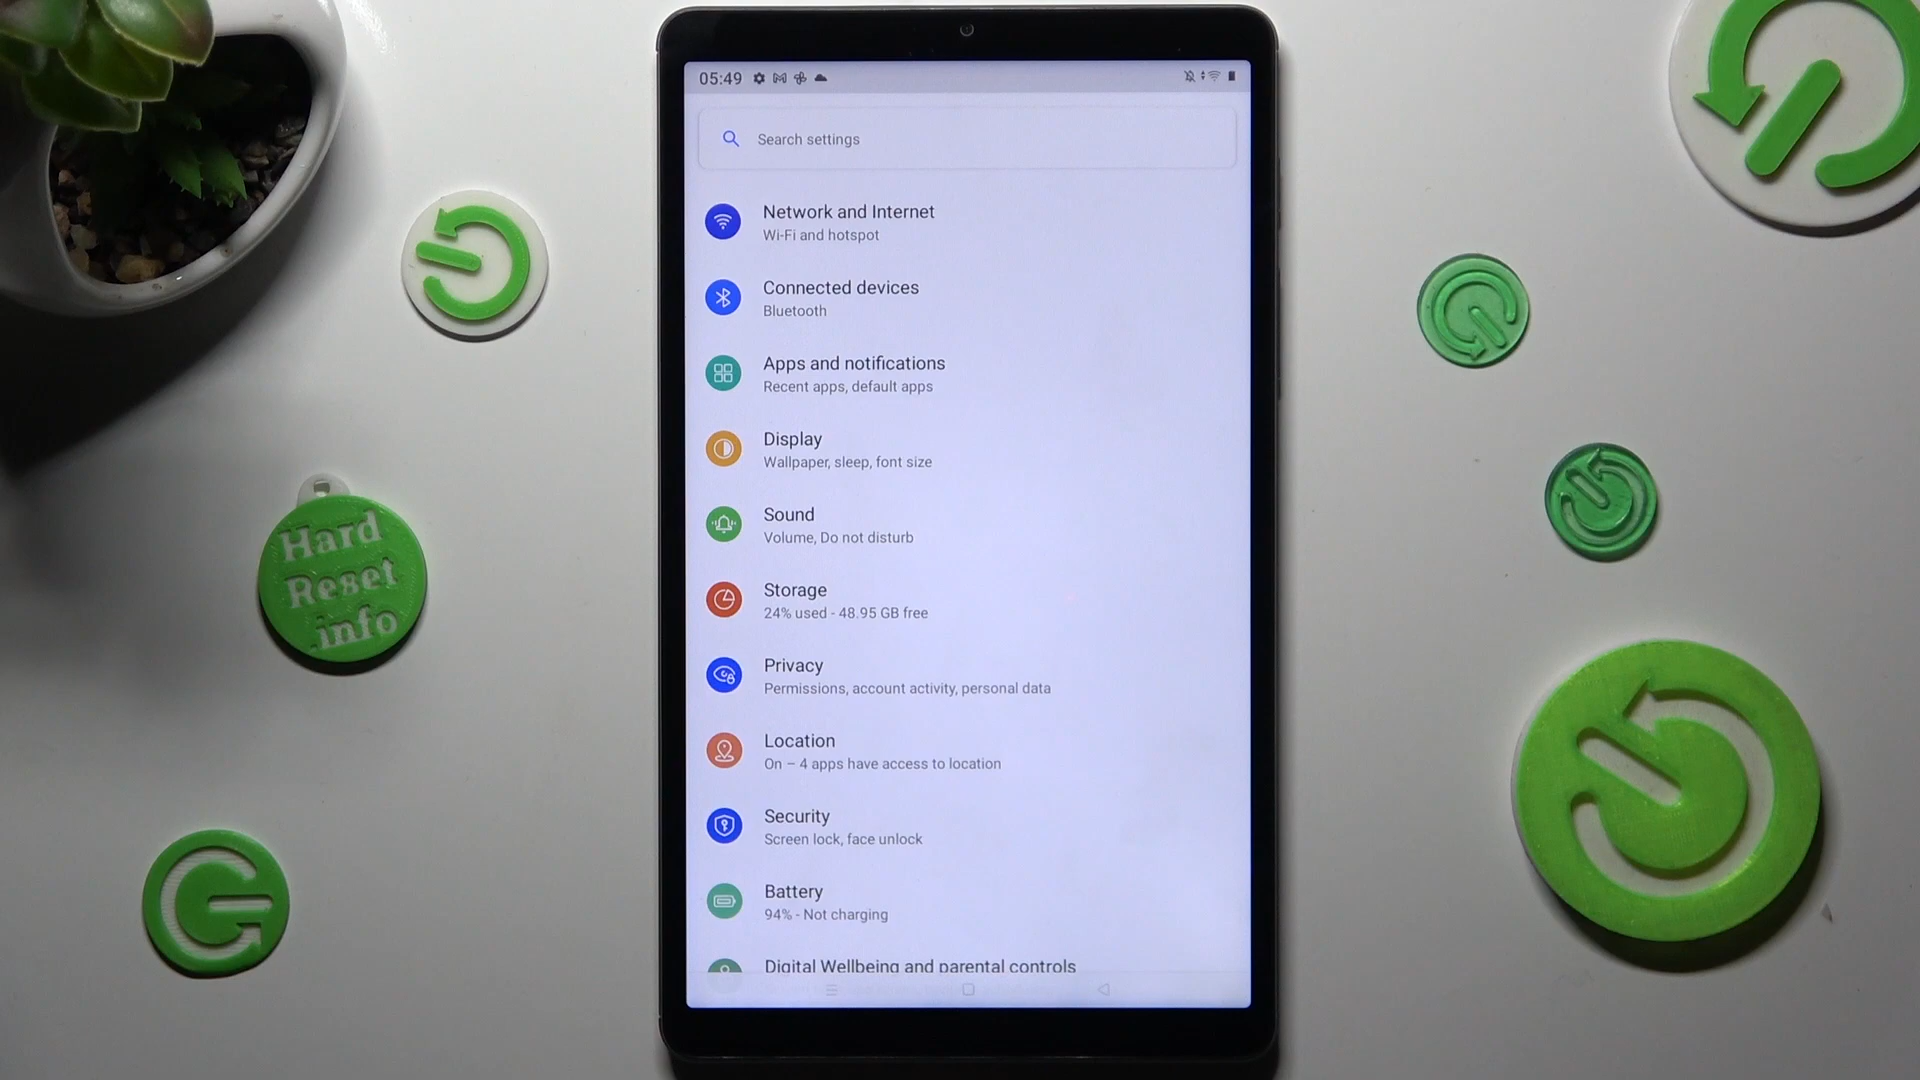 05:49
Search settings
Network and Internet
Wi-Fi and hotspot
Connected devices
Bluetooth
Apps and notifications
Recent apps, default apps
Display
Wallpaper, sleep, font size
Sound
Volume, Do not disturb
Storage
24% used - 48.95 GB free
Privacy
Permissions, account activity, personal data
Location
On – 4 apps have access to location
Security
Screen lock, face unlock
Battery
94% - Not charging
Digital Wellbeing and parental controls
Hard
Reset
.info